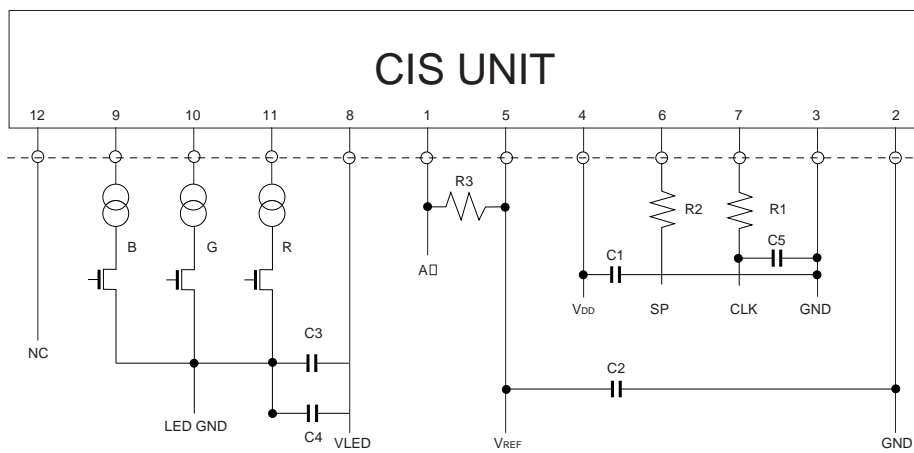 CIS UNIT
12 9 10 11 8 1 5 4 6 7 3 2
R3 R2 R1
B G R
C1 C5
A
VDD SP CLK GND
C3
NC
C2
LED GND
C4
VLED VREF GND